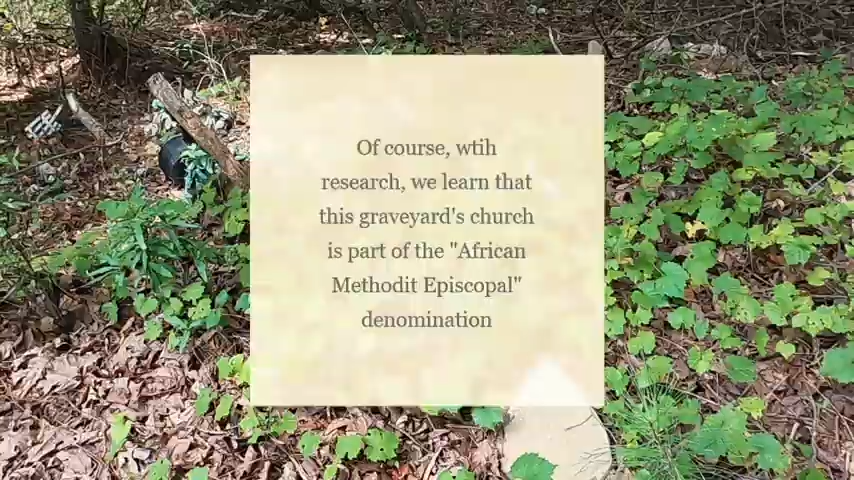 Of course, wtih
research, we learn that
this graveyard's church
is part of the "African
Methodit Episcopal"
denomination